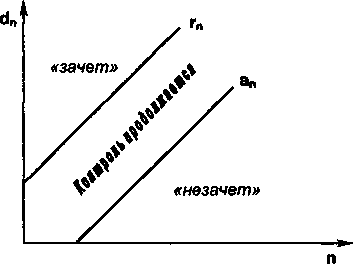 dₙ
rₙ
«зачет»
Контроль продолжается
aₙ
«незачет»
n